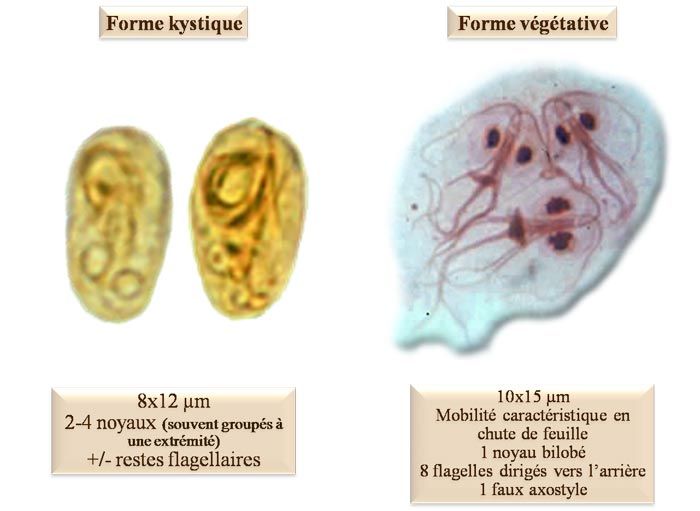 Forme kystique
Forme végétative
8x12 µm
2-4 noyaux (souvent groupés à
une extrémité)
+/- restes flagellaires
10x15 µm
Mobilité caractéristique en
chute de feuille
1 noyau bilobé
8 flagelles dirigés vers l'arrière
1 faux axostyle